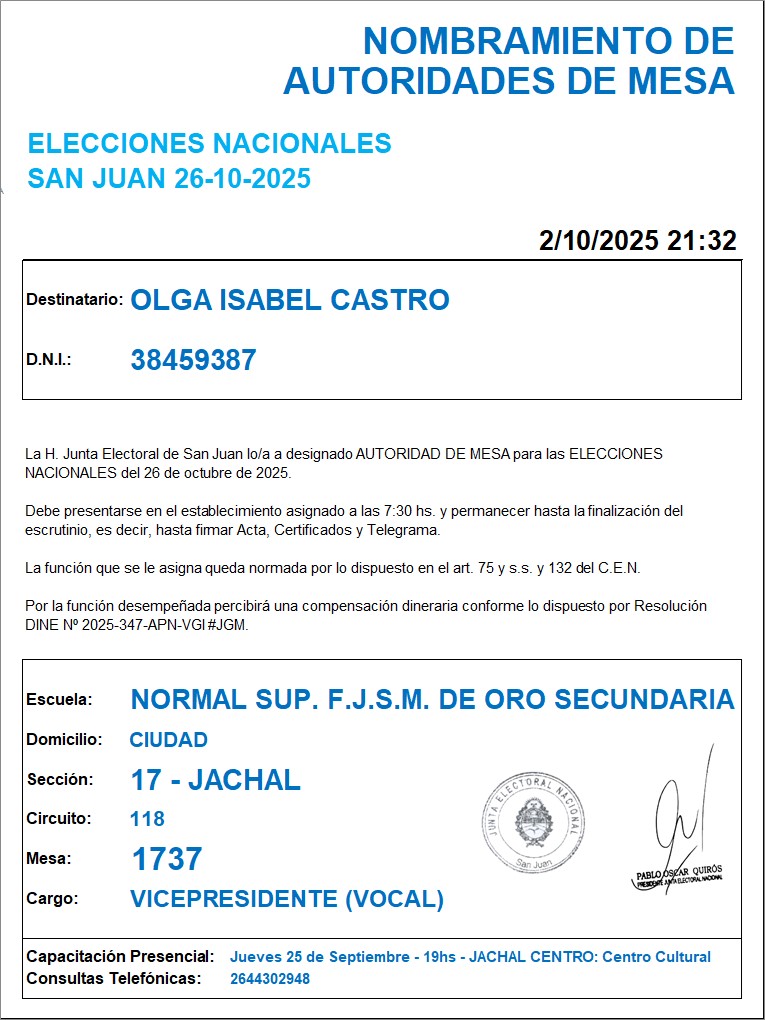 NOMBRAMIENTO DE
AUTORIDADES DE MESA
ELECCIONES NACIONALES
SAN JUAN 26-10-2025
2/10/2025 21:32
Destinatario: OLGA ISABEL CASTRO
D.N.I.: 38459387
La H. Junta Electoral de San Juan lo/a a designado AUTORIDAD DE MESA para las ELECCIONES
NACIONALES del 26 de octubre de 2025.
Debe presentarse en el establecimiento asignado a las 7:30 hs. y permanecer hasta la finalización del
escrutinio, es decir, hasta firmar Acta, Certificados y Telegrama.
La función que se le asigna queda normada por lo dispuesto en el art. 75 y s.s. y 132 del C.E.N.
Por la función desempeñada percibirá una compensación dineraria conforme lo dispuesto por Resolución
DINE Nº 2025-347-APN-VGI#JGM.
Escuela: NORMAL SUP. F.J.S.M. DE ORO SECUNDARIA
Domicilio: CIUDAD
Sección: 17 - JACHAL
Circuito: 118
Mesa: 1737
Cargo: VICEPRESIDENTE (VOCAL)
JUNTA ELECTORAL NACIONAL
San Juan
PABLO OSCAR QUIRÓS
PRESIDENTE JUNTA ELECTORAL NACIONAL
Capacitación Presencial: Jueves 25 de Septiembre - 19hs - JACHAL CENTRO: Centro Cultural
Consultas Telefónicas: 2644302948